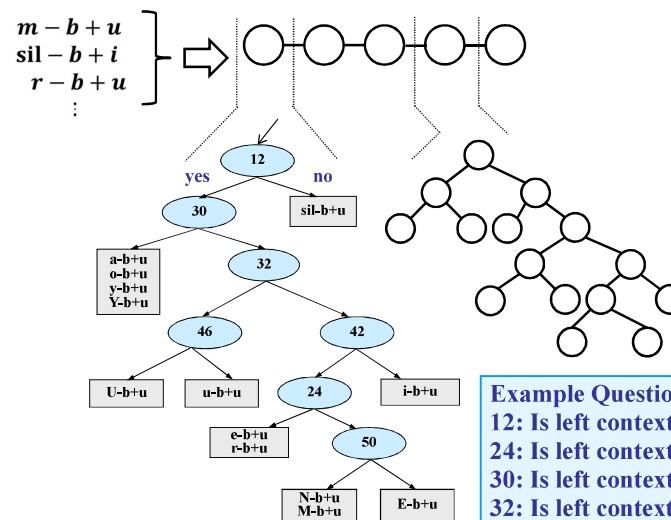 m − b + u
sil − b + i
r − b + u
⋮
12
yes
no
30
sil-b+u
a-b+u
o-b+u
y-b+u
Y-b+u
32
46
42
U-b+u
u-b+u
24
i-b+u
e-b+u
r-b+u
50
N-b+u
M-b+u
E-b+u
Example Questio
12: Is left context
24: Is left context
30: Is left context
32: Is left context